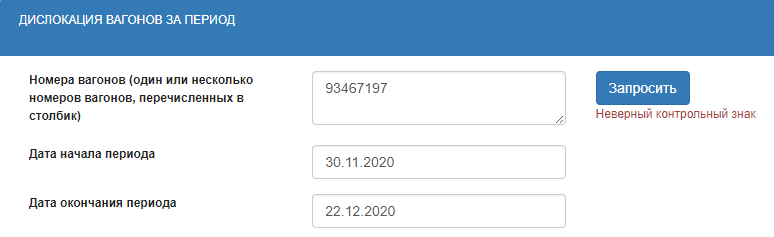 ДИСЛОКАЦИЯ ВАГОНОВ ЗА ПЕРИОД
Номера вагонов (один или несколько
номеров вагонов, перечисленных в
столбик)
93467197
Запросить
Неверный контрольный знак
Дата начала периода
30.11.2020
Дата окончания периода
22.12.2020